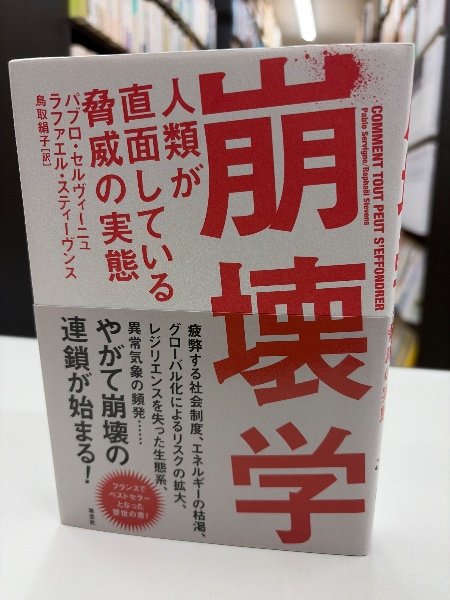 崩壊学
人類が
直面している
脅威の実態
パブロ・セルヴィーニュ
ラファエル・スティーヴンス
鳥取絹子[訳]
COMMENT TOUT PEUT S'EFFONDRER
Pablo Servigne/Raphaël Stevens
疲弊する社会制度、エネルギーの枯渇、
グローバル化によるリスクの拡大、
レジリエンスを失った生態系、
異常気象の頻発……
やがて崩壊の
連鎖が始まる!
フランスで
ベストセラー
となった
警世の書!
草思社